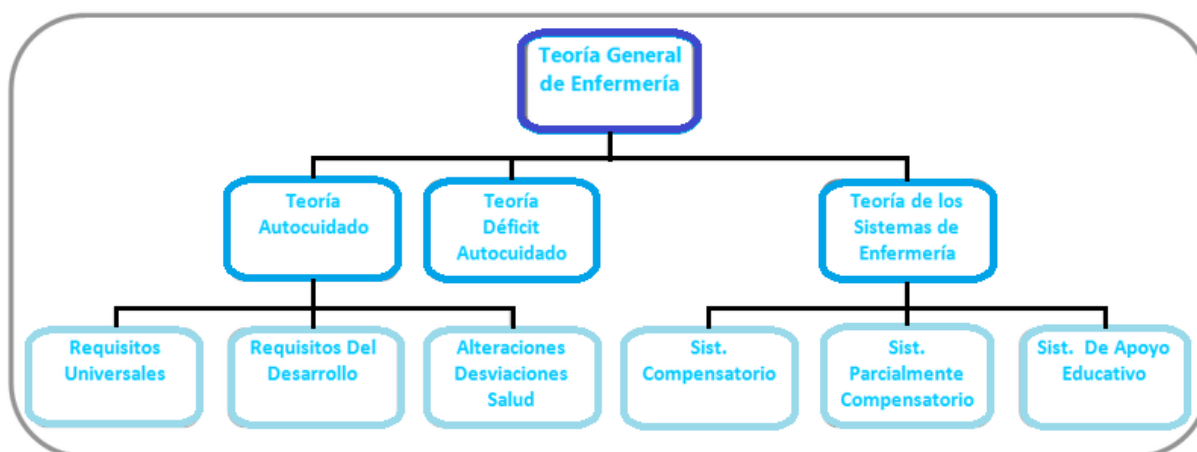 Teoría General
de Enfermería
Teoría
Autocuidado
Teoría
Déficit
Autocuidado
Teoría de los
Sistemas de
Enfermería
Requisitos
Universales
Requisitos Del
Desarrollo
Alteraciones
Desviaciones
Salud
Sist.
Compensatorio
Sist.
Parcialmente
Compensatorio
Sist. De Apoyo
Educativo